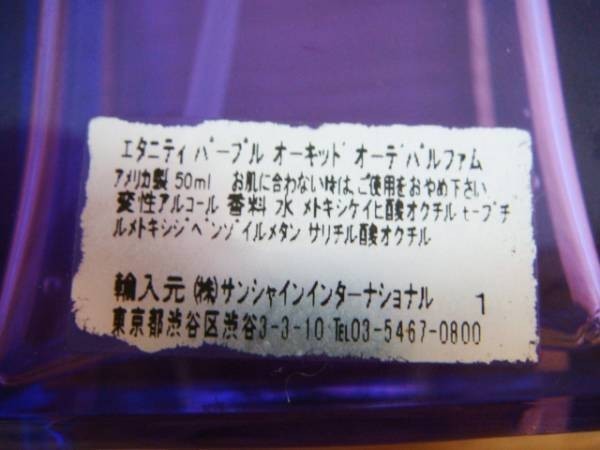 エタニティ パープル オーキッド オーデパルファム
アメリカ製 50ml お肌に合わない時は、ご使用をおやめ下さい
変性アルコール 香料 水 メトキシケイヒ酸オクチル t-ブチ
ルメトキシジベンゾイルメタン サリチル酸オクチル
輸入元 (株)サンシャインインターナショナル 1
東京都渋谷区渋谷3-3-10 TEL03-5467-0800